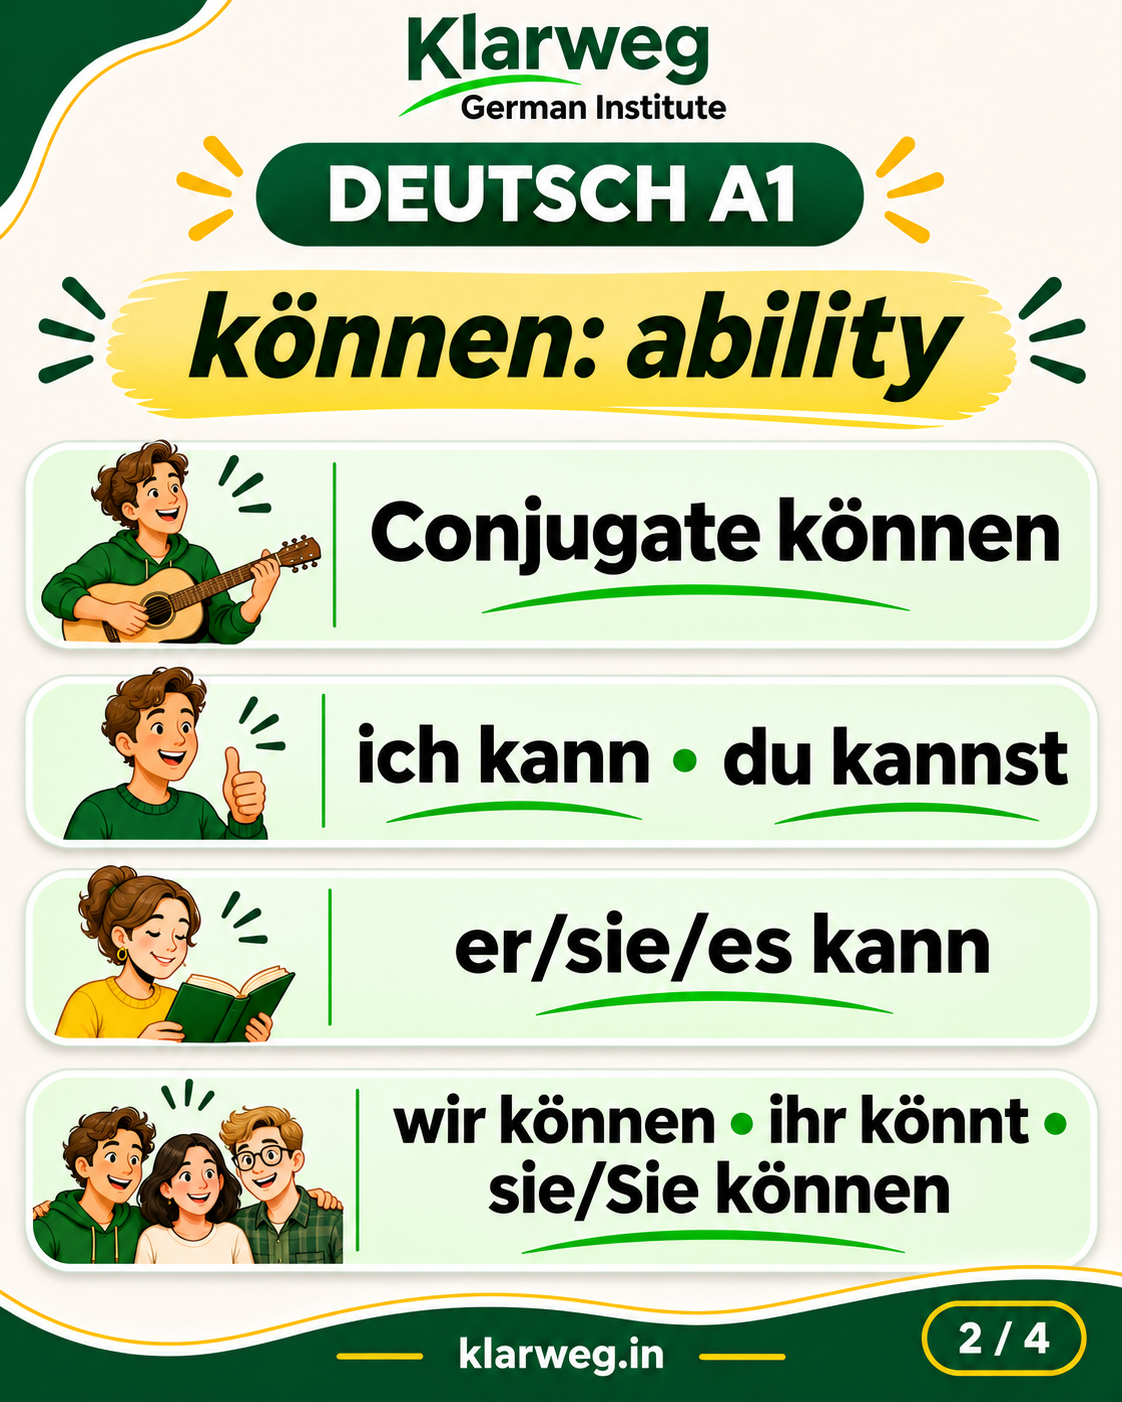 Klarweg
German Institute
DEUTSCH A1
können: ability
Conjugate können
ich kann • du kannst
er/sie/es kann
wir können • ihr könnt •
sie/Sie können
klarweg.in
2 / 4